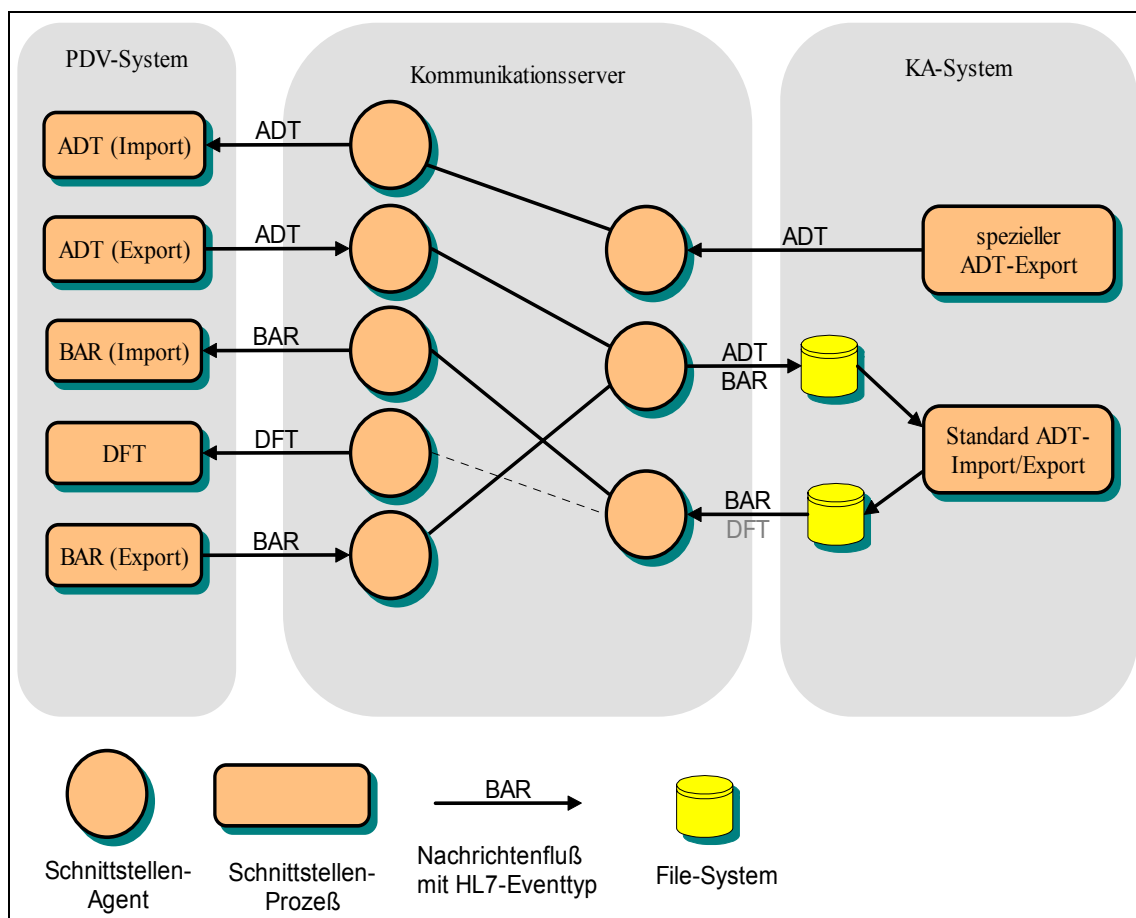 PDV-System
Kommunikationsserver
KA-System
ADT (Import)
ADT
ADT (Export)
ADT
ADT
spezieller
ADT-Export
BAR (Import)
BAR
ADT
BAR
DFT
DFT
Standard ADT-
Import/Export
BAR
DFT
BAR (Export)
BAR
BAR
Schnittstellen-
Agent
Schnittstellen-
Prozeß
Nachrichtenfluß
mit HL7-Eventtyp
File-System